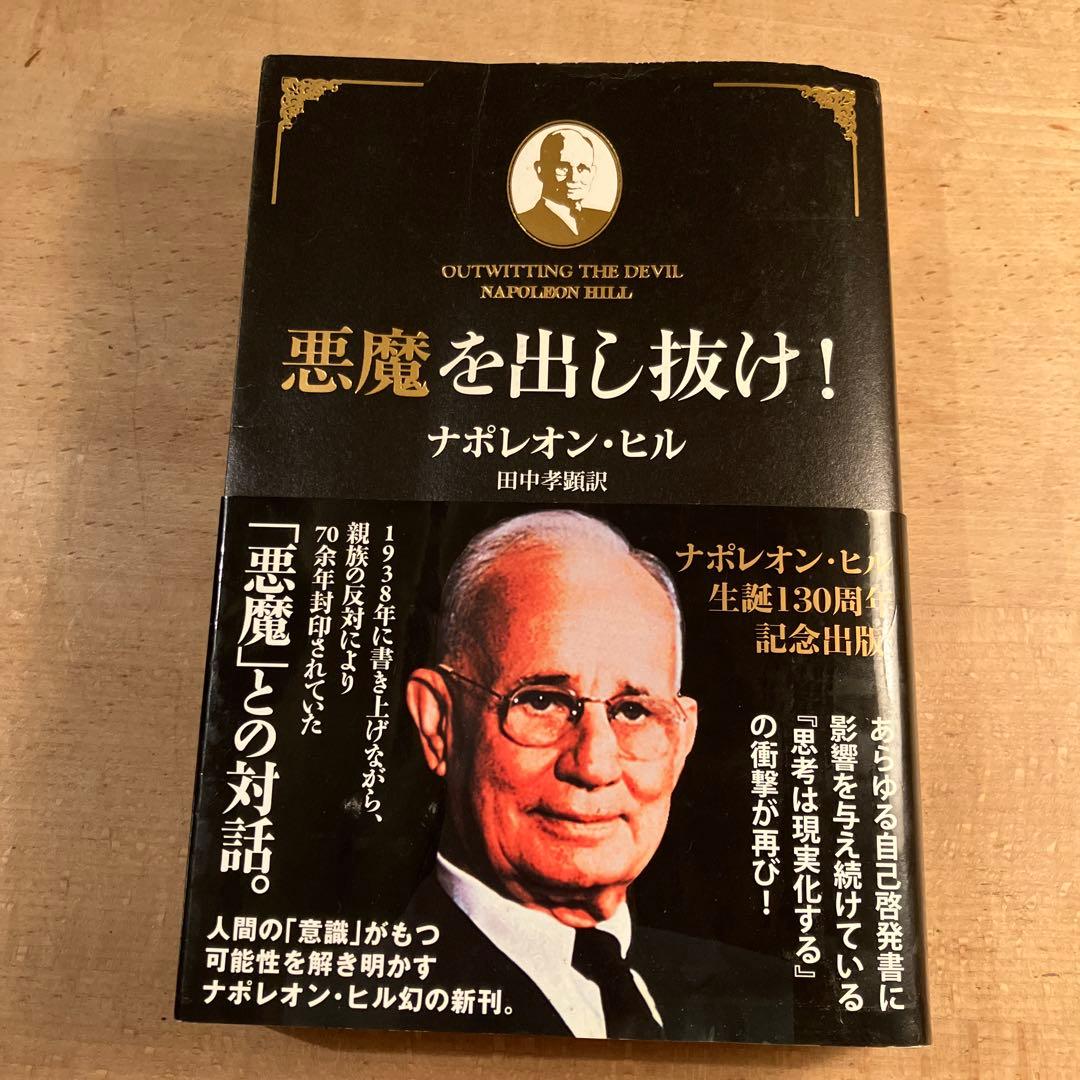 OUTWITTING THE DEVIL
NAPOLEON HILL
悪魔を出し抜け!
ナポレオン・ヒル
田中孝顕訳
ナポレオン・ヒル
生誕130周年
記念出版
あらゆる自己啓発書に
影響を与え続けている
『思考は現実化する』
の衝撃が再び!
1938年に書き上げながら、
親族の反対により
70余年封印されていた
「悪魔」との対話。
人間の「意識」がもつ
可能性を解き明かす
ナポレオン・ヒル幻の新刊。